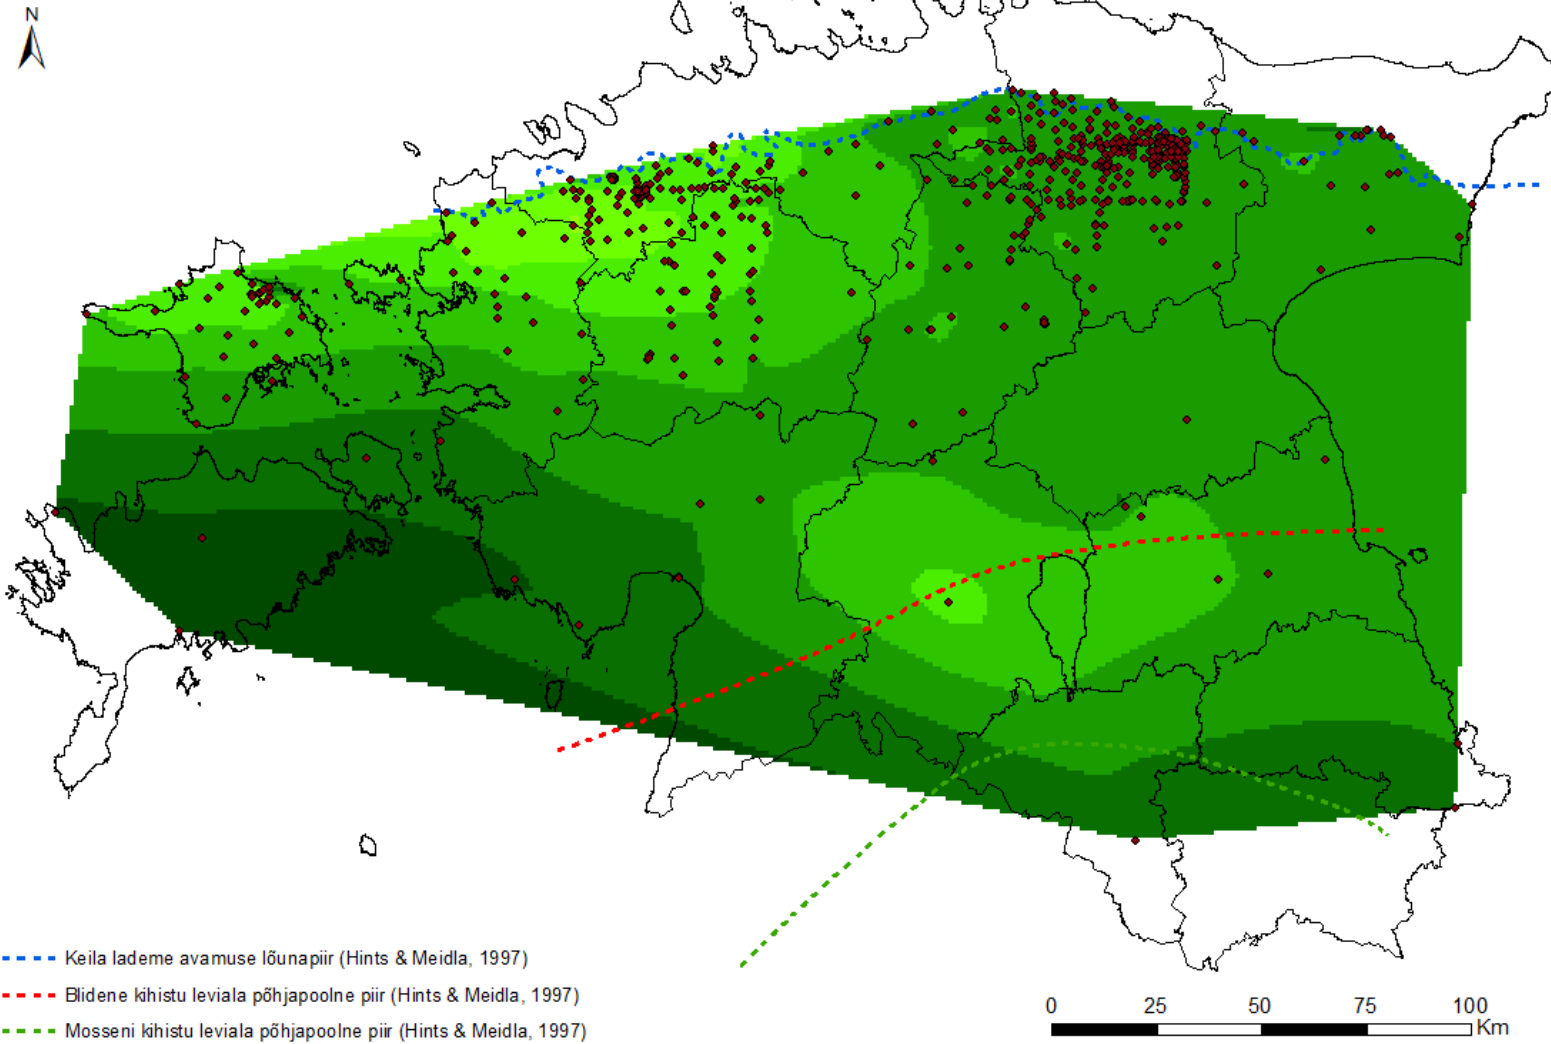 N
Keila lademe avamuse lõunapiir (Hints & Meidla, 1997)
Blidene kihistu leviala põhjapoolne piir (Hints & Meidla, 1997)
Mosseni kihistu leviala põhjapoolne piir (Hints & Meidla, 1997)
0 25 50 75 100
Km